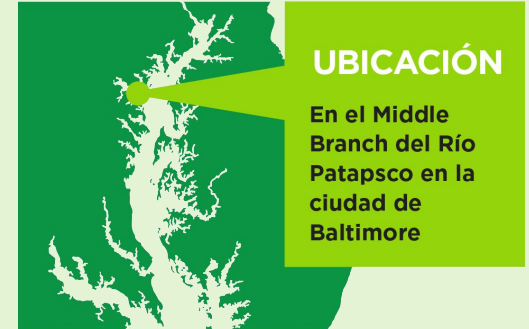 UBICACIÓN
En el Middle
Branch del Río
Patapsco en la
ciudad de
Baltimore